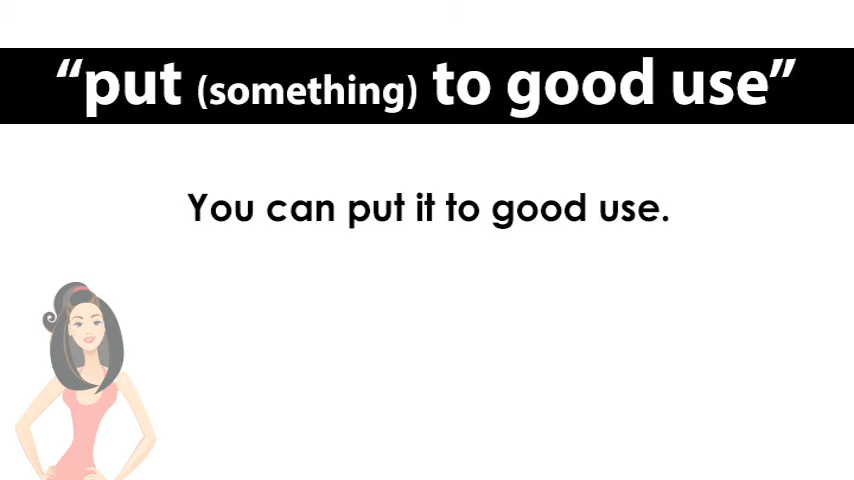 “put (something) to good use”
You can put it to good use.